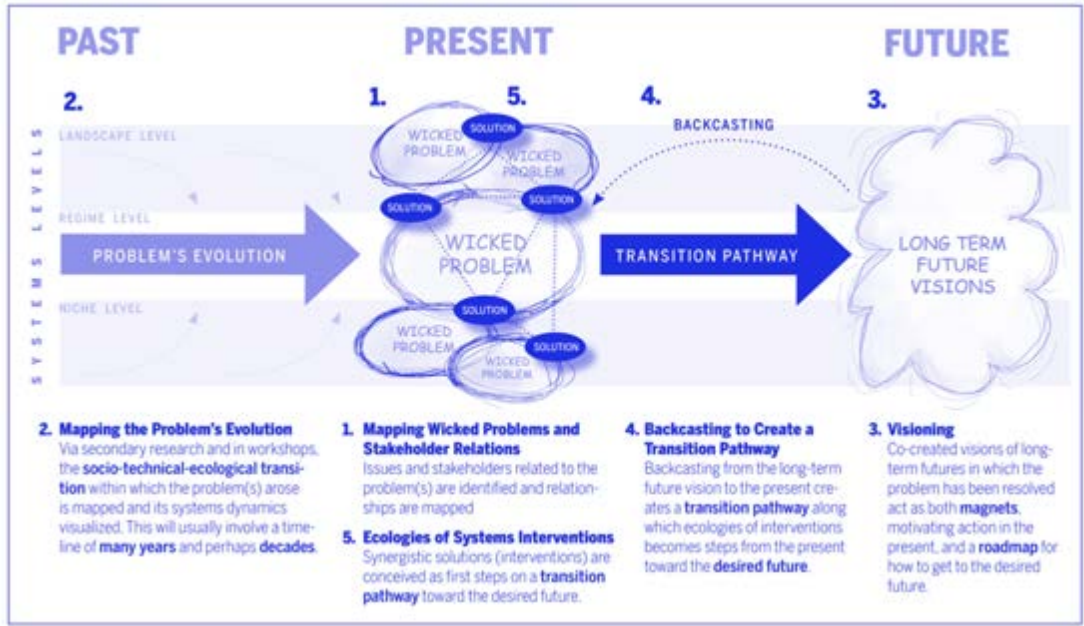 PAST
PRESENT
FUTURE
2.
1.
5.
4.
3.
SYSTEMS LEVELS
LANDSCAPE LEVEL
REGIME LEVEL
NICHE LEVEL
PROBLEM'S EVOLUTION
WICKED
PROBLEM
SOLUTION
WICKED
PROBLEM
SOLUTION
SOLUTION
WICKED
PROBLEM
SOLUTION
WICKED
PROBLEM
SOLUTION
WICKED
PROBLEM
BACKCASTING
TRANSITION PATHWAY
LONG TERM
FUTURE
VISIONS
2. Mapping the Problem's Evolution
Via secondary research and in workshops,
the socio-technical-ecological transi-
tion within which the problem(s) arose
is mapped and its systems dynamics
visualized. This will usually involve a time-
line of many years and perhaps decades.
1. Mapping Wicked Problems and
Stakeholder Relations
Issues and stakeholders related to the
problem(s) are identified and relation-
ships are mapped
5. Ecologies of Systems Interventions
Synergistic solutions (interventions) are
conceived as first steps on a transition
pathway toward the desired future.
4. Backcasting to Create a
Transition Pathway
Backcasting from the long-term
future vision to the present cre-
ates a transition pathway along
which ecologies of interventions
becomes steps from the present
toward the desired future.
3. Visioning
Co-created visions of long-
term futures in which the
problem has been resolved
act as both magnets,
motivating action in the
present, and a roadmap for
how to get to the desired
future.